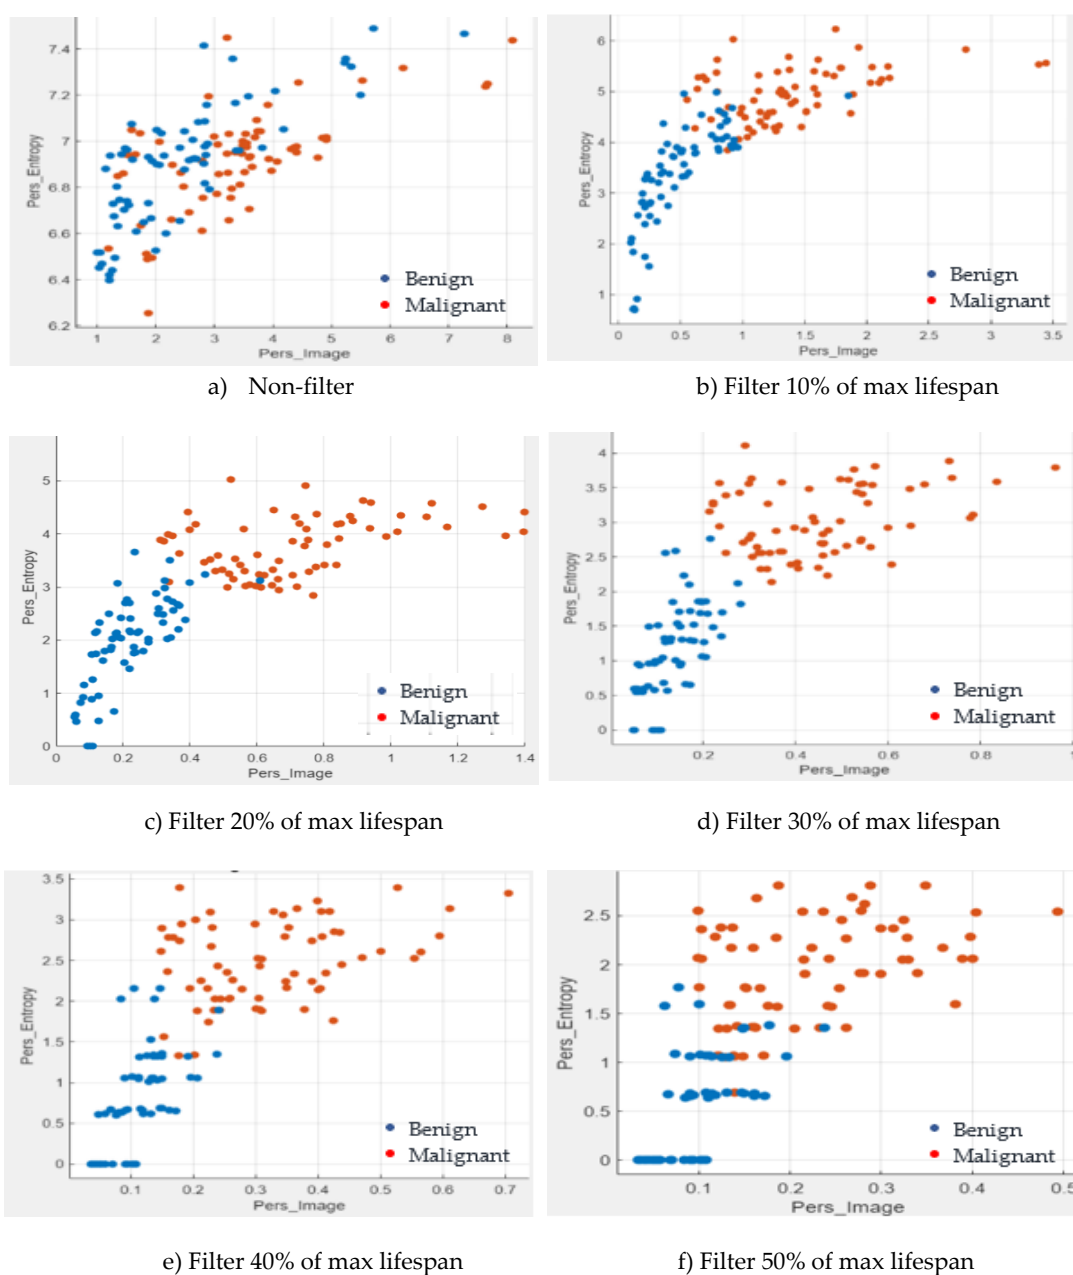 7.4
7.2
7
6.8
6.6
6.4
6.2
Pers_Entropy
Benign
Malignant
1 2 3 4 5 6 7 8
Pers_Image
a) Non-filter
6
5
4
3
2
1
Pers_Entropy
Benign
Malignant
0 0.5 1 1.5 2 2.5 3 3.5
Pers_Image
b) Filter 10% of max lifespan
5
4
3
2
1
0
Pers_Entropy
Benign
Malignant
0 0.2 0.4 0.6 0.8 1 1.2 1.4
Pers_Image
c) Filter 20% of max lifespan
4
3.5
3
2.5
2
1.5
1
0.5
0
Pers_Entropy
Benign
Malignant
0.2 0.4 0.6 0.8 1
Pers_Image
d) Filter 30% of max lifespan
3.5
3
2.5
2
1.5
1
0.5
0
Pers_Entropy
Benign
Malignant
0.1 0.2 0.3 0.4 0.5 0.6 0.7
Pers_Image
e) Filter 40% of max lifespan
2.5
2
1.5
1
0.5
0
Pers_Entropy
Benign
Malignant
0.1 0.2 0.3 0.4 0.5
Pers_Image
f) Filter 50% of max lifespan